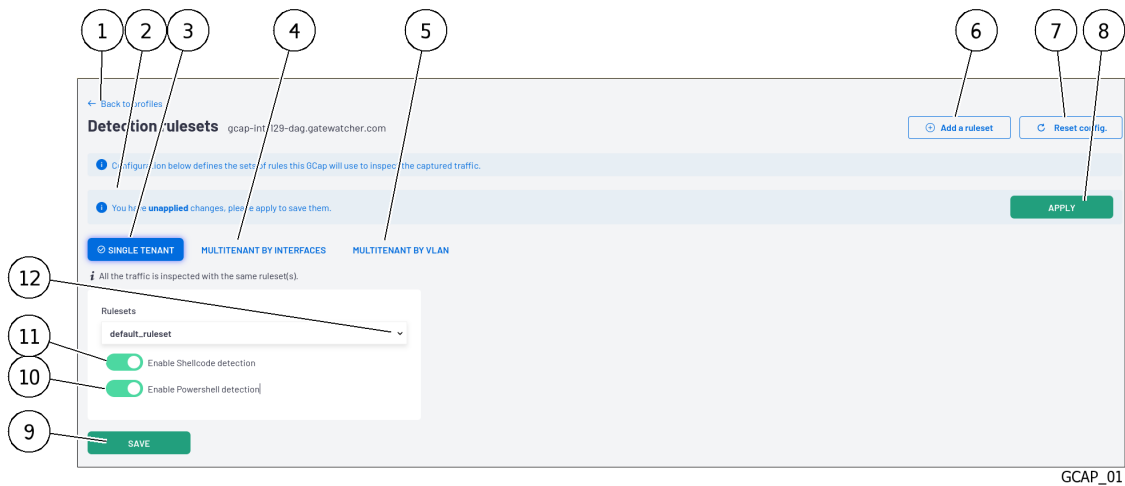 1 2 3 4 5 6 7 8
← Back to profiles
Detection rulesets gcap-int-129-dag.gatewatcher.com
Add a ruleset
Reset config.
Configuration below defines the sets of rules this GCap will use to inspect the captured traffic.
You have unapplied changes, please apply to save them.
APPLY
SINGLE TENANT MULTITENANT BY INTERFACES MULTITENANT BY VLAN
12
i All the traffic is inspected with the same ruleset(s).
Rulesets
default_ruleset
11
Enable Shellcode detection
10
Enable Powershell detection
9
SAVE
GCAP_01